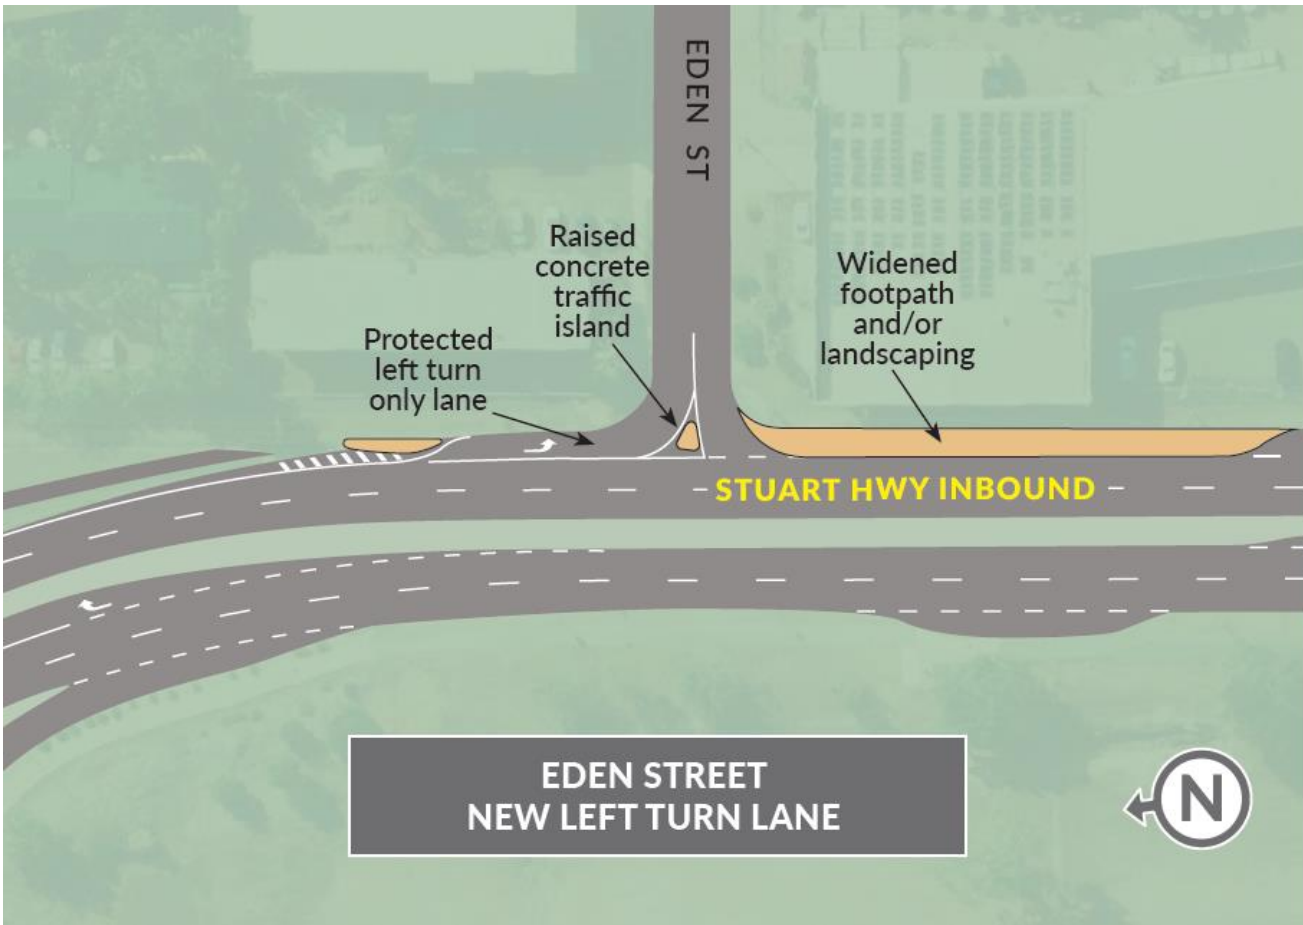 EDEN ST
Raised
concrete
traffic
island
Protected
left turn
only lane
Widened
footpath
and/or
landscaping
STUART HWY INBOUND
EDEN STREET
NEW LEFT TURN LANE
N